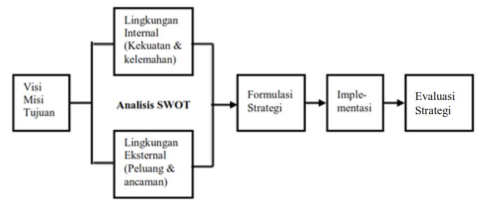 Visi
Misi
Tujuan
Lingkungan
Internal
(Kekuatan &
kelemahan)
Analisis SWOT
Lingkungan
Eksternal
(Peluang &
ancaman)
Formulasi
Strategi
Imple-
mentasi
Evaluasi
Strategi